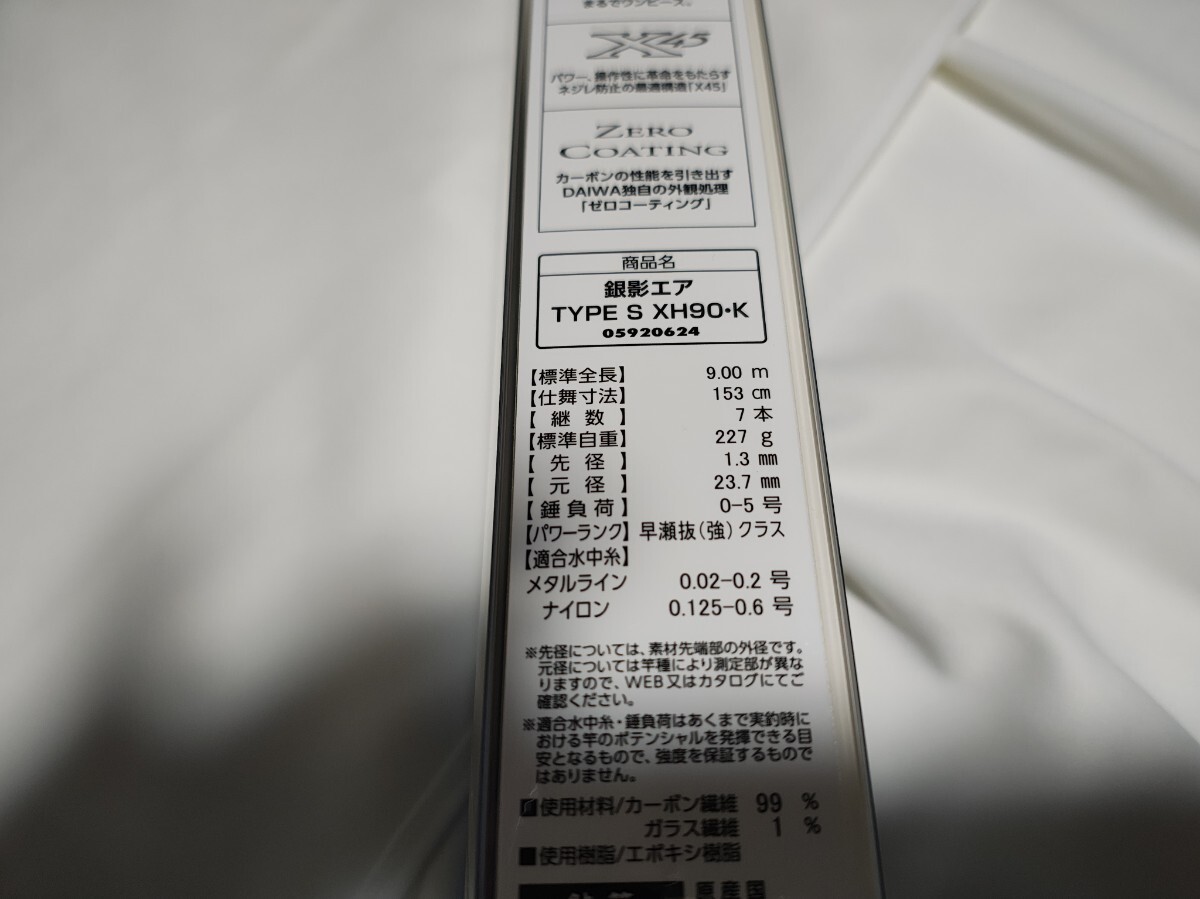 まるでワンピース。
X45
パワー、操作性に革命をもたらす
ネジレ防止の最適構造「X45」
ZERO
COATING
カーボンの性能を引き出す
DAIWA独自の外観処理
「ゼロコーティング」
商品名
銀影エア
TYPE S XH90・K
05920624
【標準全長】 9.00 m
【仕舞寸法】 153 cm
【継数】 7 本
【標準自重】 227 g
【先径】 1.3 mm
【元径】 23.7 mm
【錘負荷】 0-5 号
【パワーランク】早瀬抜(強)クラス
【適合水中糸】
メタルライン 0.02-0.2 号
ナイロン 0.125-0.6 号
※先径については、素材先端部の外径です。
元径については竿種により測定部が異な
りますので、WEB又はカタログにてご
確認ください。
※適合水中糸・錘負荷はあくまで実釣時に
おける竿のポテンシャルを発揮できる目
安となるもので、強度を保証するもので
はありません。
■使用材料/カーボン繊維 99 %
ガラス繊維 1 %
■使用樹脂/エポキシ樹脂
原産国